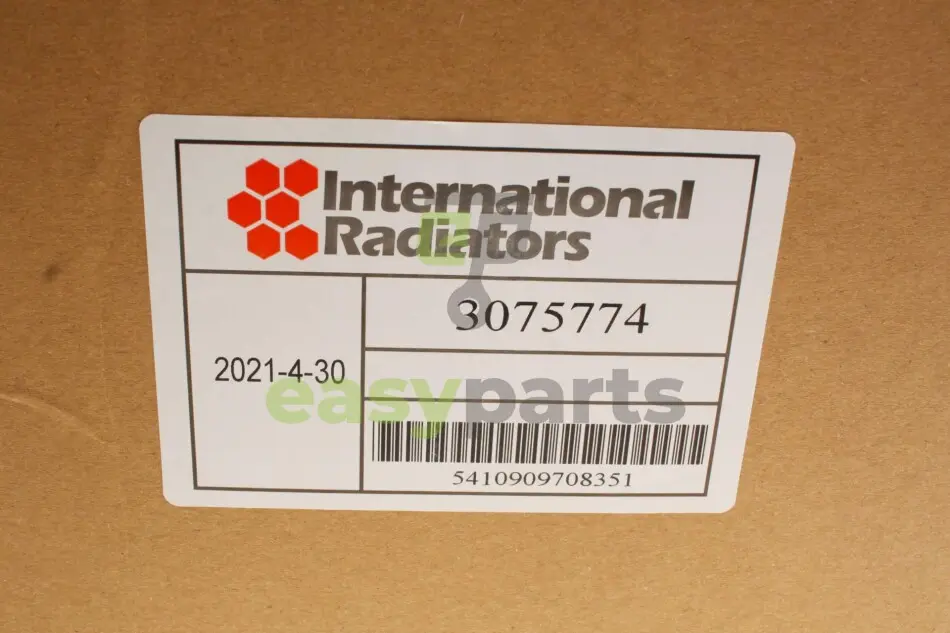 International
Radiators
3075774
2021-4-30
easyparts
5410909708351